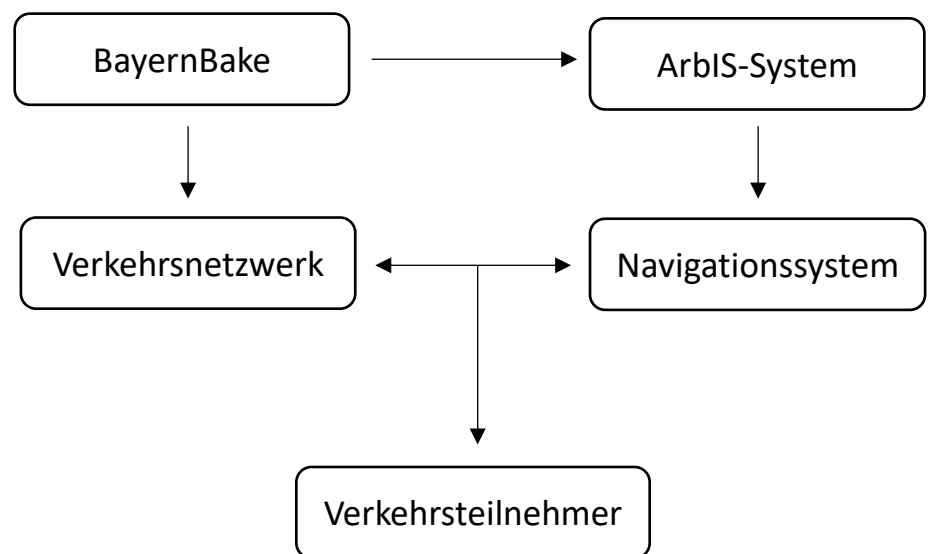 BayernBake
ArbIS-System
Verkehrsnetzwerk
Navigationssystem
Verkehrsteilnehmer